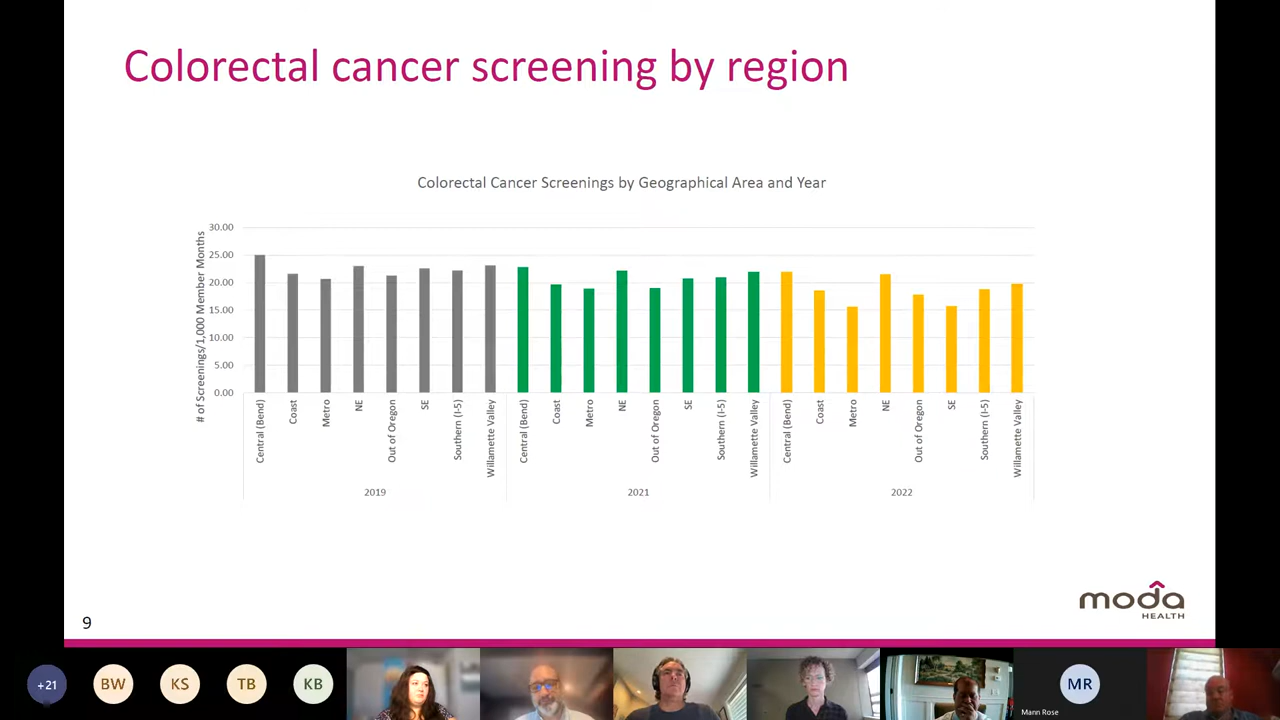 Colorectal cancer screening by region
Colorectal Cancer Screenings by Geographical Area and Year
# of Screenings/1,000 Member Months
30.00
25.00
20.00
15.00
10.00
5.00
0.00
Central (Bend)
Coast
Metro
NE
Out of Oregon
SE
Southern (I-5)
Willamette Valley
Central (Bend)
Coast
Metro
NE
Out of Oregon
SE
Southern (I-5)
Willamette Valley
Central (Bend)
Coast
Metro
NE
Out of Oregon
SE
Southern (I-5)
Willamette Valley
2019
2021
2022
moda
HEALTH
9
+21
BW
KS
TB
KB
MR
Mann Rose